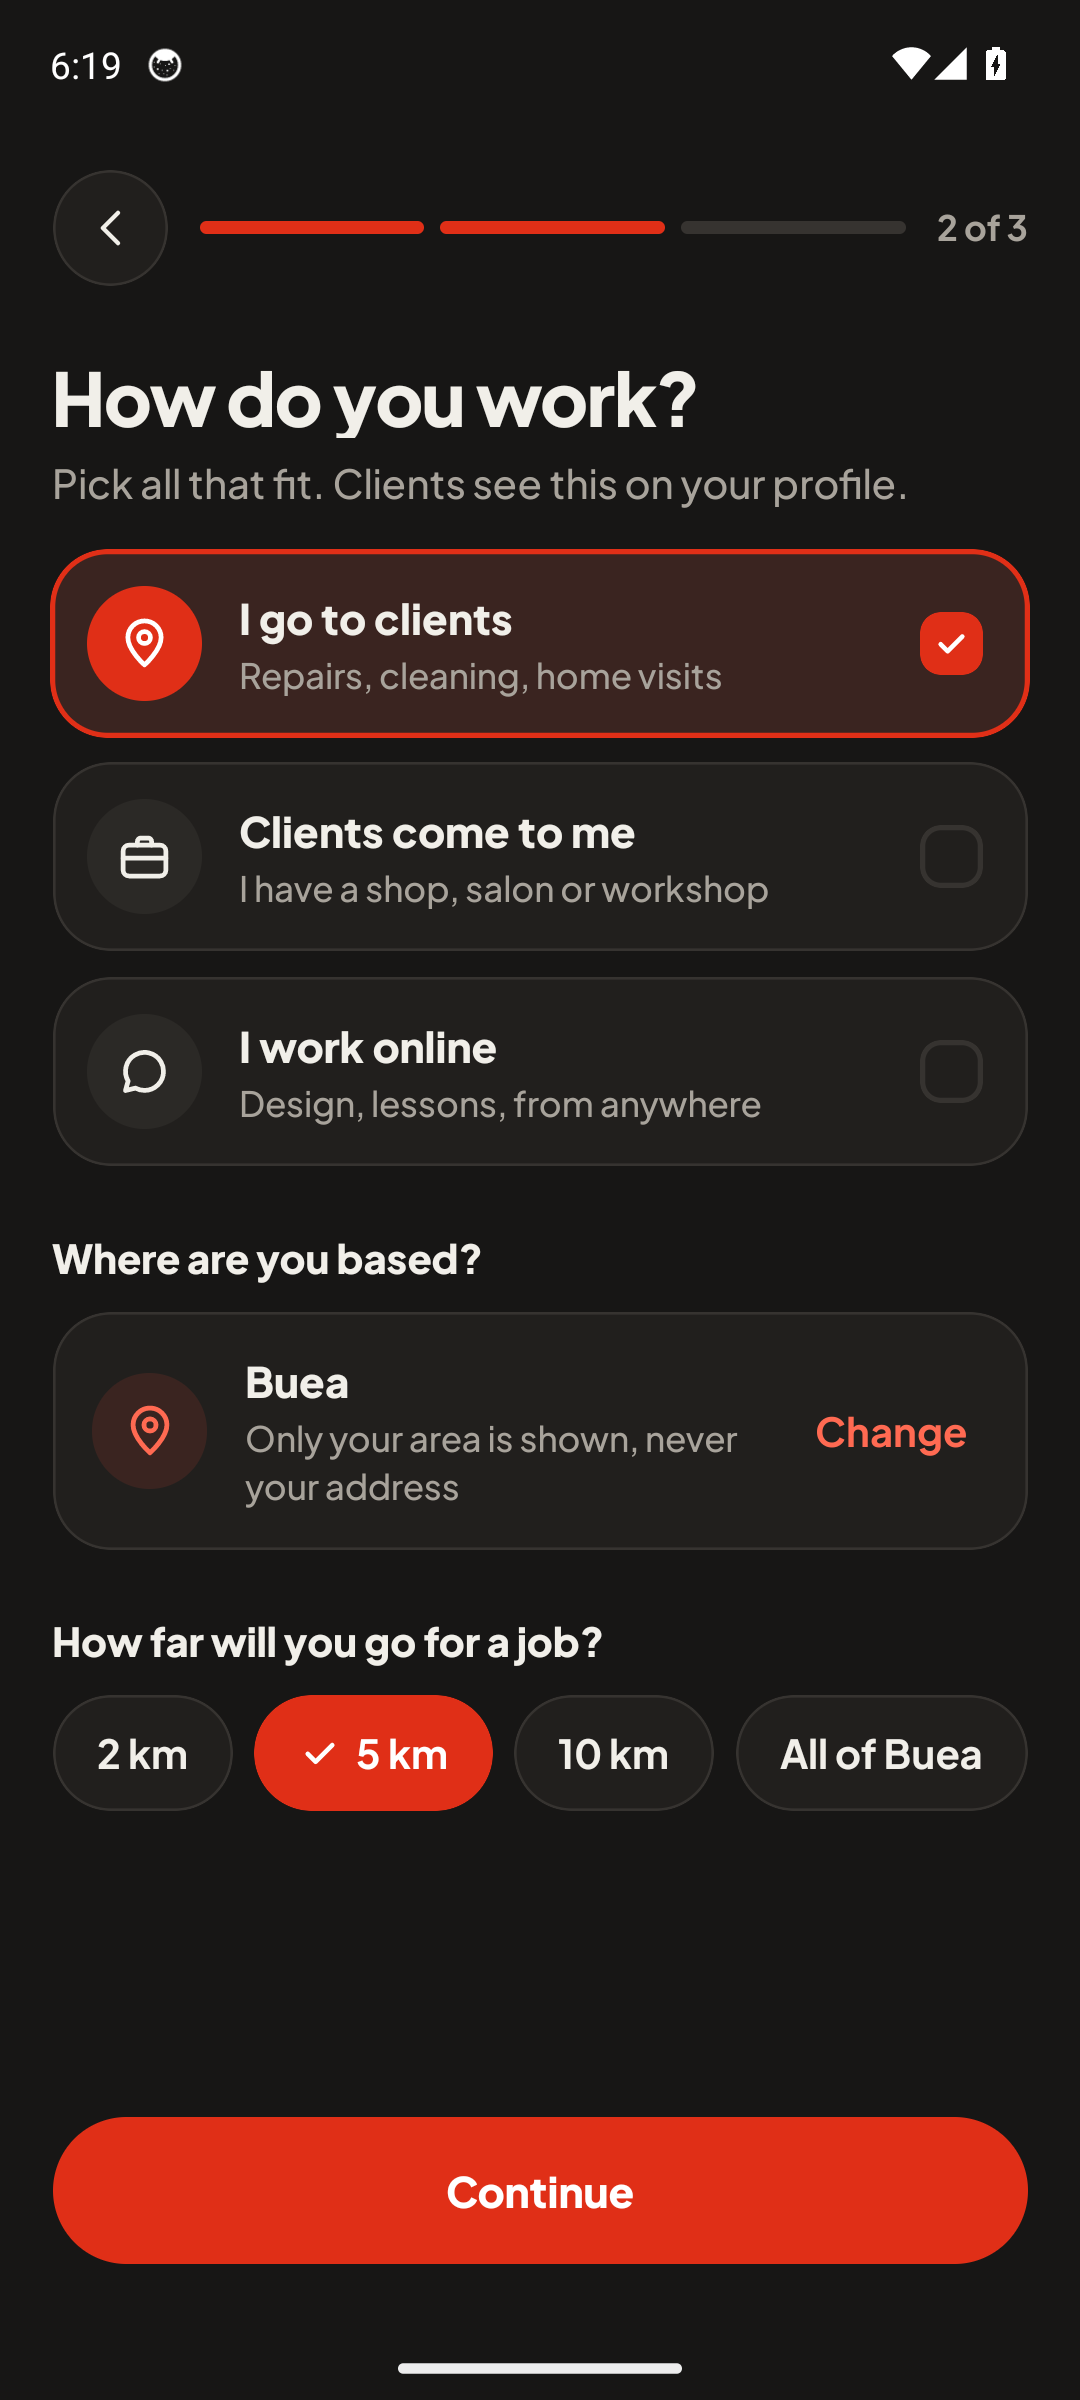 6:19
2 of 3
How do you work?
Pick all that fit. Clients see this on your profile.
I go to clients
Repairs, cleaning, home visits
Clients come to me
I have a shop, salon or workshop
I work online
Design, lessons, from anywhere
Where are you based?
Buea
Only your area is shown, never
your address
Change
How far will you go for a job?
2 km
5 km
10 km
All of Buea
Continue